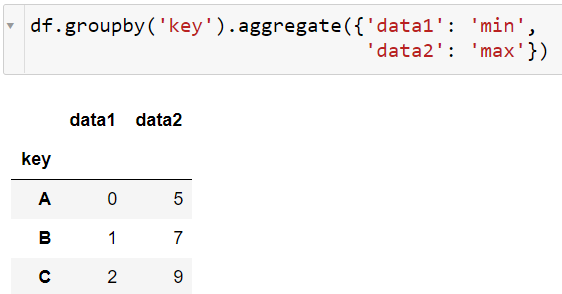 df.groupby('key').aggregate({'data1': 'min',
'data2': 'max'})
data1 data2
key
A 0 5
B 1 7
C 2 9